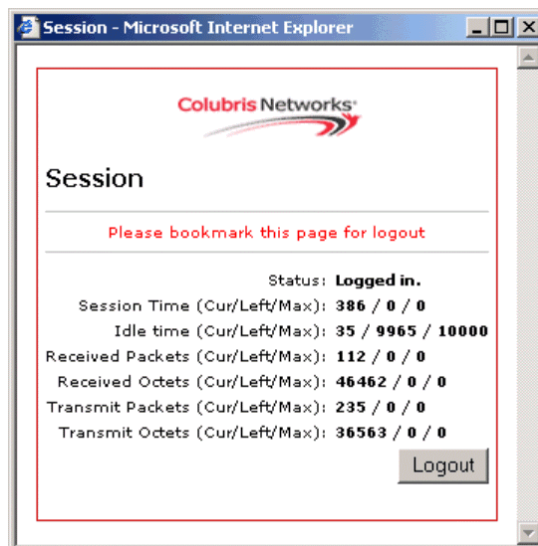 Session - Microsoft Internet Explorer
Colubris Networks
Session
Please bookmark this page for logout
Status: Logged in.
Session Time (Cur/Left/Max): 386 / 0 / 0
Idle time (Cur/Left/Max): 35 / 9965 / 10000
Received Packets (Cur/Left/Max): 112 / 0 / 0
Received Octets (Cur/Left/Max): 46462 / 0 / 0
Transmit Packets (Cur/Left/Max): 235 / 0 / 0
Transmit Octets (Cur/Left/Max): 36563 / 0 / 0
Logout